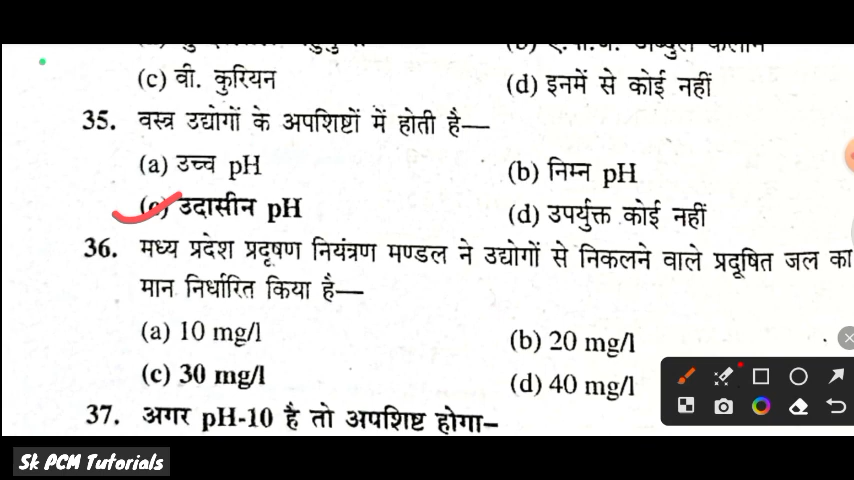 (c) वी. कुरियन (d) इनमें से कोई नहीं
35. वस्त्र उद्योगों के अपशिष्टों में होती है—
(a) उच्च pH (b) निम्न pH
(c) उदासीन pH (d) उपर्युक्त कोई नहीं
36. मध्य प्रदेश प्रदूषण नियंत्रण मण्डल ने उद्योगों से निकलने वाले प्रदूषित जल का
मान निर्धारित किया है—
(a) 10 mg/l (b) 20 mg/l
(c) 30 mg/l (d) 40 mg/l
37. अगर pH-10 है तो अपशिष्ट होगा–
Sk PCM Tutorials